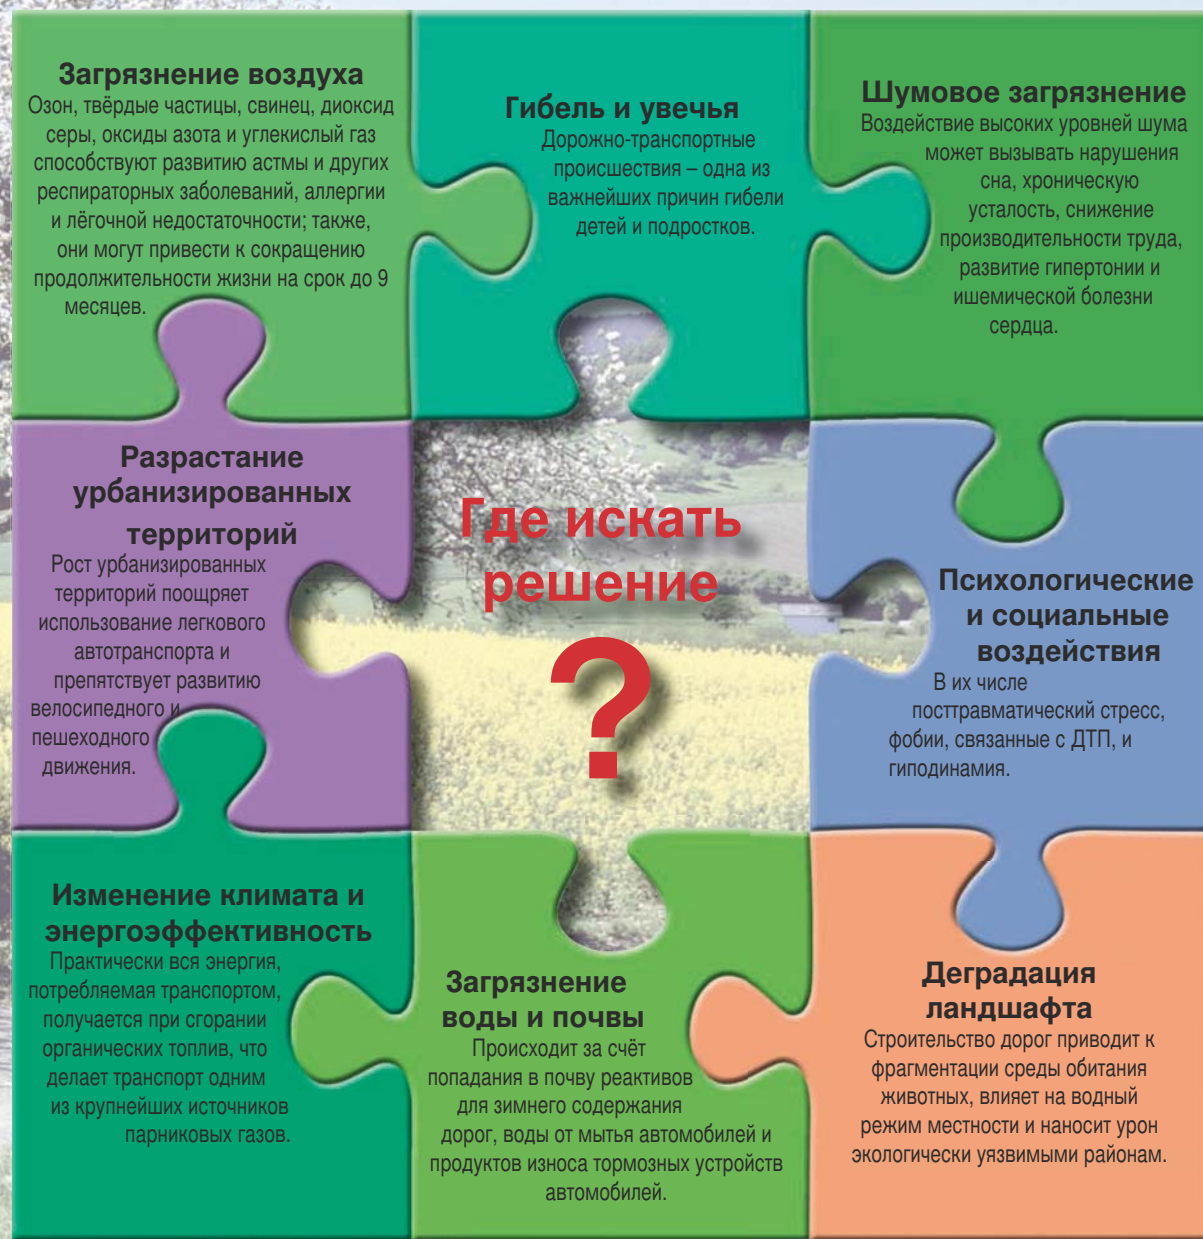 Загрязнение воздуха
Озон, твёрдые частицы, свинец, диоксид
серы, оксиды азота и углекислый газ
способствуют развитию астмы и других
респираторных заболеваний, аллергии
и лёгочной недостаточности; также,
они могут привести к сокращению
продолжительности жизни на срок до 9
месяцев.
Гибель и увечья
Дорожно-транспортные
происшествия – одна из
важнейших причин гибели
детей и подростков.
Шумовое загрязнение
Воздействие высоких уровней шума
может вызывать нарушения
сна, хроническую
усталость, снижение
производительности труда,
развитие гипертонии и
ишемической болезни
сердца.
Разрастание
урбанизированных
территорий
Рост урбанизированных
территорий поощряет
использование легкового
автотранспорта и
препятствует развитию
велосипедного и
пешеходного
движения.
Где искать
решение
?
Психологические
и социальные
воздействия
В их числе
посттравматический стресс,
фобии, связанные с ДТП, и
гиподинамия.
Изменение климата и
энергоэффективность
Практически вся энергия,
потребляемая транспортом,
получается при сгорании
органических топлив, что
делает транспорт одним
из крупнейших источников
парниковых газов.
Загрязнение
воды и почвы
Происходит за счёт
попадания в почву реактивов
для зимнего содержания
дорог, воды от мытья автомобилей и
продуктов износа тормозных устройств
автомобилей.
Деградация
ландшафта
Строительство дорог приводит к
фрагментации среды обитания
животных, влияет на водный
режим местности и наносит урон
экологически уязвимыми районам.